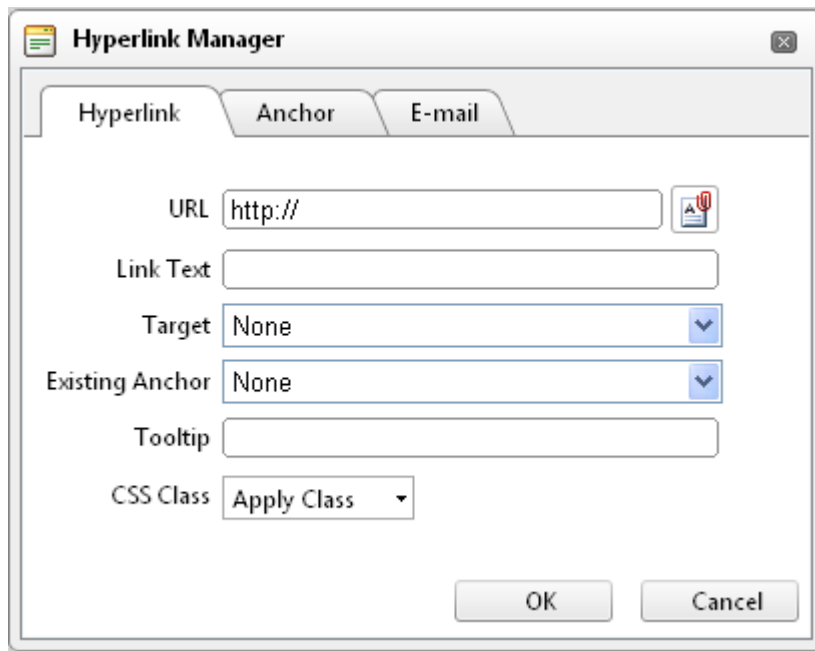 Hyperlink Manager
Hyperlink Anchor E-mail
URL http://
Link Text
Target None
Existing Anchor None
Tooltip
CSS Class Apply Class
OK Cancel